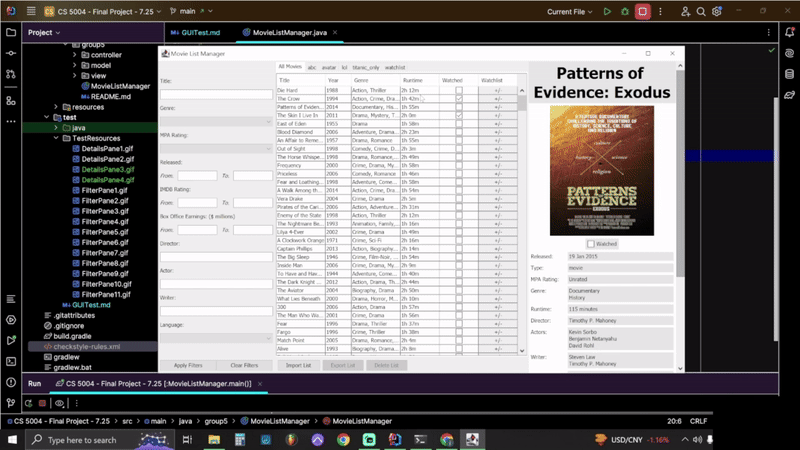 CS
CS 5004 - Final Project - 7.25
main
Current File
Project
GUITest.md
MovieListManager.java
group5
controller
model
view
MovieListManager
README.md
resources
test
java
TestResources
DetailsPane1.gif
DetailsPane2.gif
DetailsPane3.gif
DetailsPane4.gif
FilterPane1.gif
FilterPane2.gif
FilterPane3.gif
FilterPane4.gif
FilterPane5.gif
FilterPane6.gif
FilterPane7.gif
FilterPane8.gif
FilterPane9.gif
FilterPane10.gif
FilterPane11.gif
GUITest.md
.gitattributes
.gitignore
build.gradle
checkstyle-rules.xml
gradlew
gradlew.bat
Movie List Manager
Title:
Genre:
MPA Rating:
Released:
From: To:
IMDB Rating:
From: To:
Box Office Earnings: ($ millions)
From: To:
Director:
Actor:
Writer:
Language:
Apply Filters Clear Filters
All Movies abc avatar lol titanic_only watchlist
Title Year Genre Runtime Watched Watchlist
Die Hard 1988 Action, Thriller 2h 12m +/-
The Crow 1994 Action, Crime, Dra... 1h 42m +/-
Patterns of Eviden... 2014 Documentary, His... 1h 55m +/-
The Skin I Live In 2011 Drama, Mystery, T... 2h 0m +/-
East of Eden 1955 Drama 1h 58m +/-
Blood Diamond 2006 Adventure, Drama... 2h 23m +/-
An Affair to Reme... 1957 Drama, Romance 1h 55m +/-
Out of Sight 1998 Comedy, Crime, D... 2h 3m +/-
The Horse Whispe... 1998 Drama, Romance 2h 49m +/-
Frequency 2000 Crime, Drama, My... 1h 58m +/-
Priceless 2006 Comedy, Romance 1h 46m +/-
Fear and Loathing... 1998 Adventure, Come... 1h 58m +/-
A Walk Among th... 2014 Action, Crime, Dra... 1h 54m +/-
Vera Drake 2004 Crime, Drama 2h 5m +/-
Pirates of the Cari... 2006 Action, Adventure... 2h 31m +/-
Enemy of the State 1998 Action, Thriller 2h 12m +/-
The Nightmare Be... 1993 Animation, Family... 1h 16m +/-
Lilya 4-Ever 2002 Crime, Drama 1h 49m +/-
A Clockwork Orange 1971 Crime, Sci-Fi 2h 16m +/-
Captain Phillips 2013 Action, Biography... 2h 14m +/-
The Big Sleep 1946 Crime, Film-Noir,... 1h 54m +/-
Inside Man 2006 Crime, Drama, My... 2h 9m +/-
To Have and Hav... 1944 Adventure, Come... 1h 40m +/-
The Dark Knight ... 2012 Action, Drama, Th... 2h 44m +/-
The Aviator 2004 Biography, Drama 2h 50m +/-
What Lies Beneath 2000 Drama, Horror, M... 2h 10m +/-
300 2006 Action, Drama 1h 57m +/-
The Man Who Wa... 2001 Crime, Drama 1h 56m +/-
Fear 1996 Drama, Thriller 1h 37m +/-
Fargo 1996 Crime, Thriller 1h 38m +/-
Match Point 2005 Drama, Romance... 2h 4m +/-
Alive 1993 Biography, Drama... 2h 0m +/-
Import List Export List Delete List
Patterns of
Evidence: Exodus
PATTERNS
EVIDENCE
EXODUS
Watched
Released: 19 Jan 2015
Type: movie
MPA Rating: Unrated
Genre: Documentary
History
Runtime: 115 minutes
Director: Timothy P. Mahoney
Actors: Kevin Sorbo
Benjamin Netanyahu
David Rohl
Writer: Steven Law
Timothy P. Mahoney
Run
CS 5004 - Final Project - 7.25 [:MovieListManager.main()]
CS 5004 - Final Project - 7.25 > src > main > java > group5 > MovieListManager > MovieListManager
20:6 CRLF
Type here to search
USD/CNY -1.16%